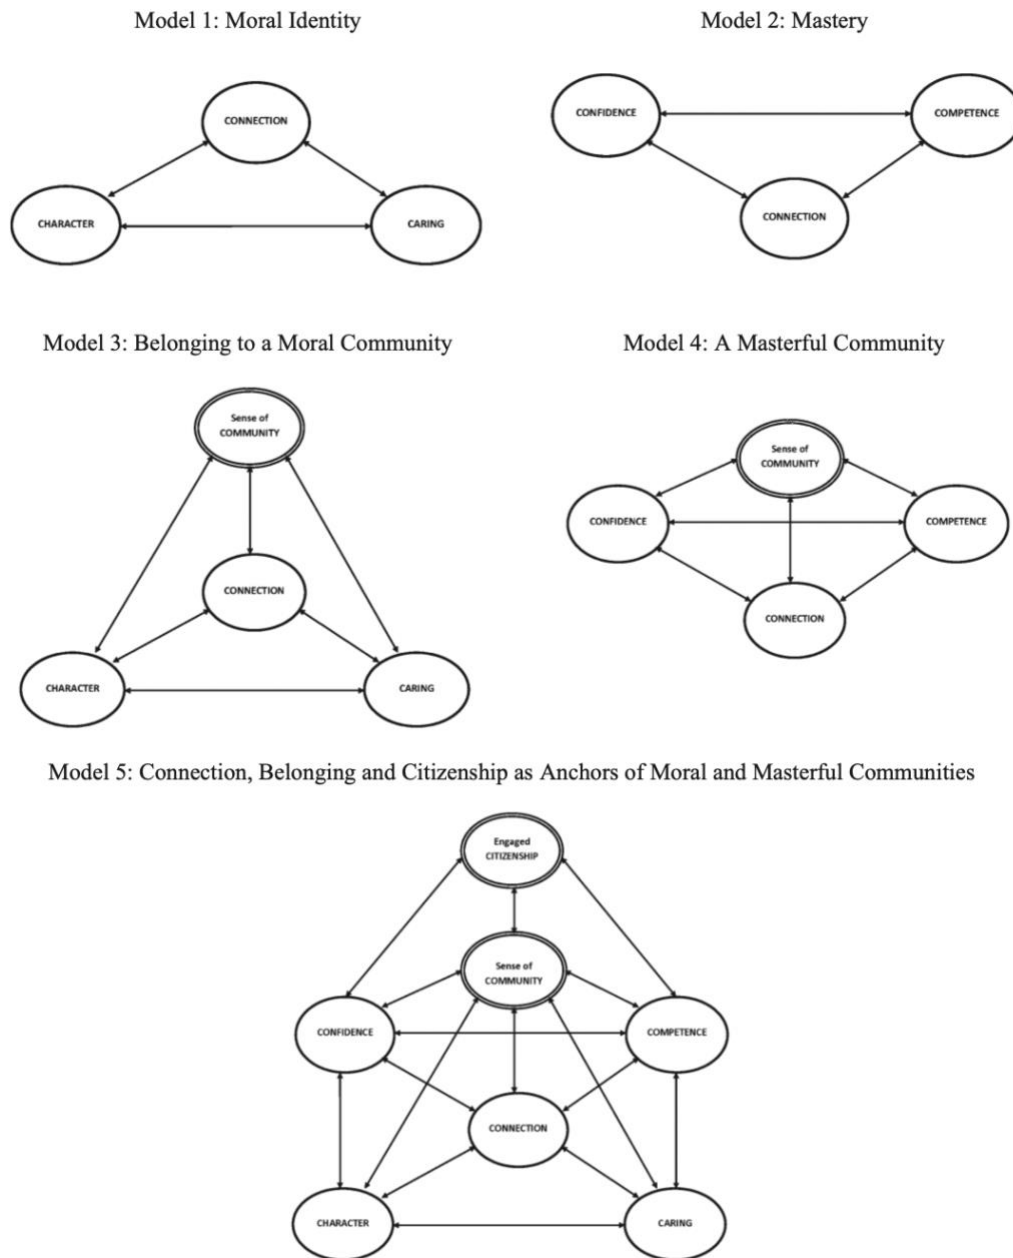 Model 1: Moral Identity
CONNECTION
CHARACTER
CARING
Model 2: Mastery
CONFIDENCE
COMPETENCE
CONNECTION
Model 3: Belonging to a Moral Community
Sense of
COMMUNITY
CONNECTION
CHARACTER
CARING
Model 4: A Masterful Community
Sense of
COMMUNITY
CONFIDENCE
COMPETENCE
CONNECTION
Model 5: Connection, Belonging and Citizenship as Anchors of Moral and Masterful Communities
Engaged
CITIZENSHIP
Sense of
COMMUNITY
CONFIDENCE
COMPETENCE
CONNECTION
CHARACTER
CARING